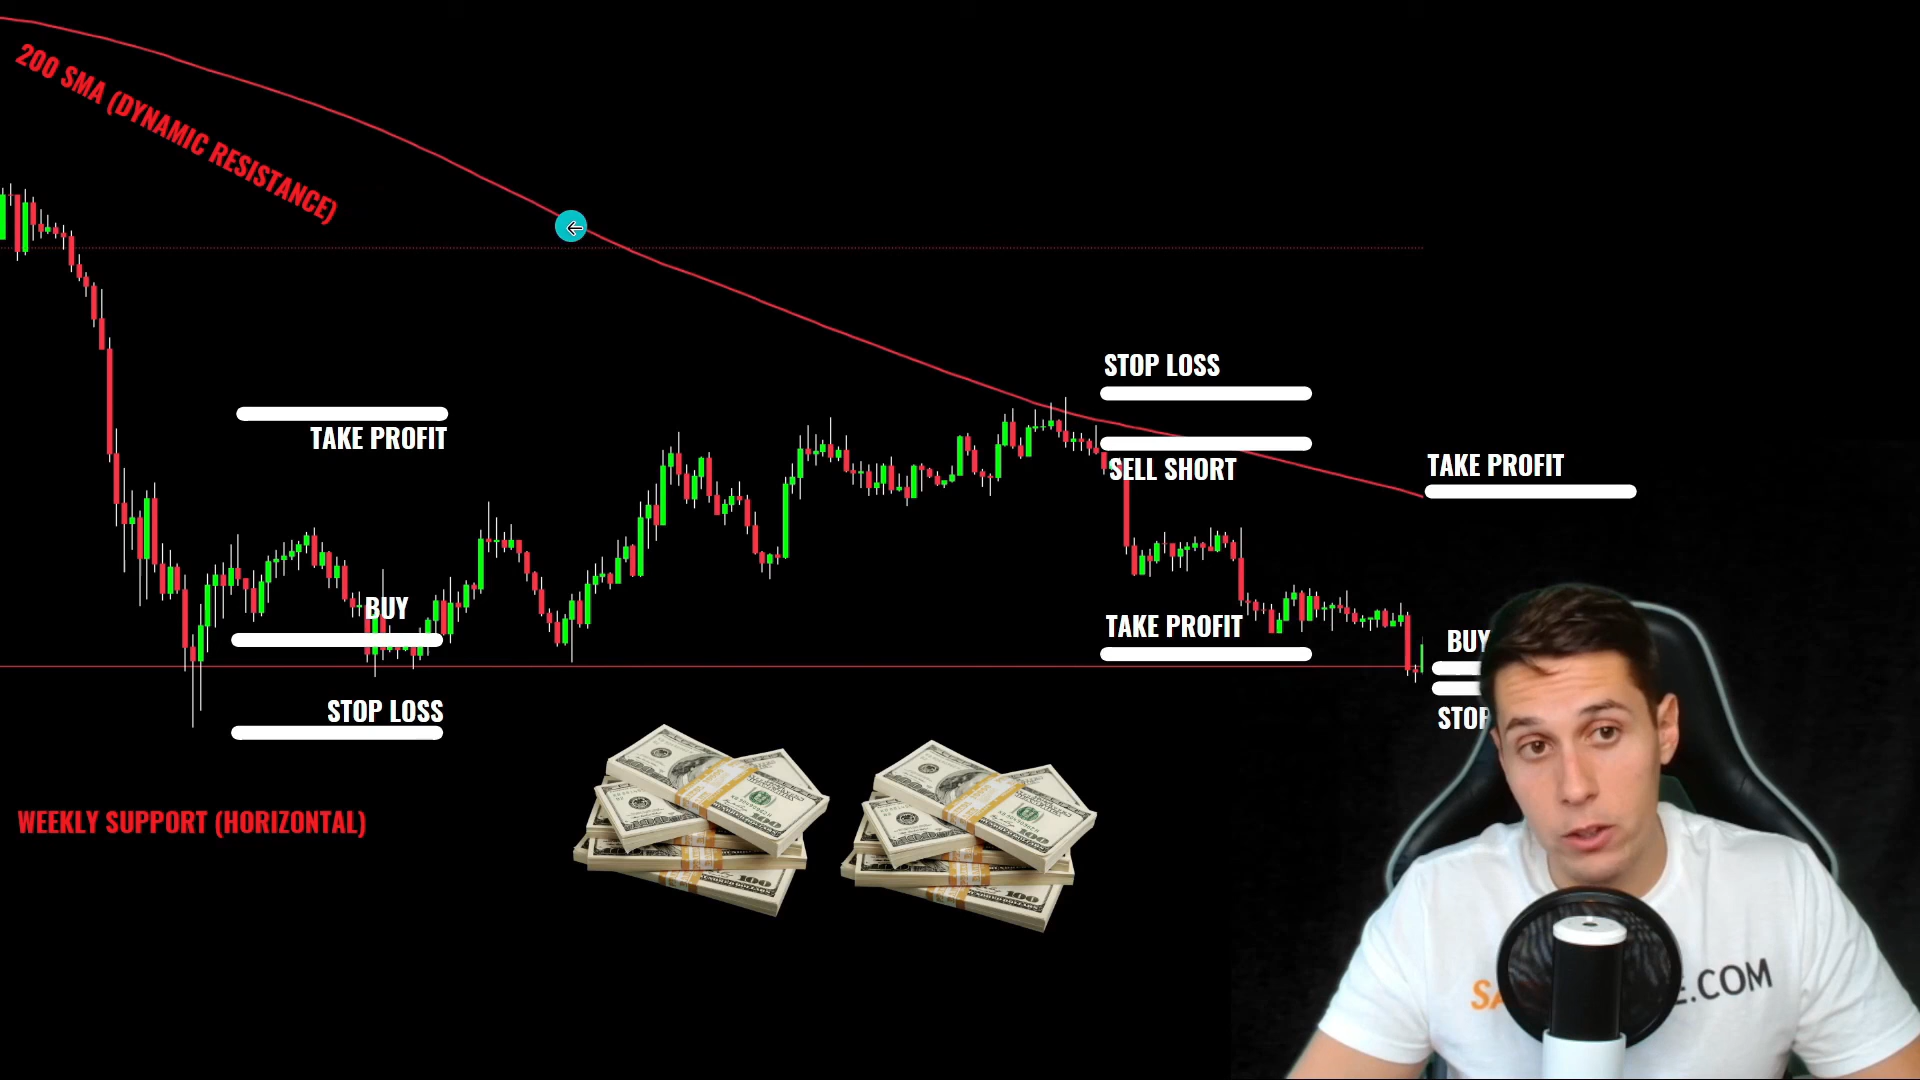 200 SMA (DYNAMIC RESISTANCE)
STOP LOSS
TAKE PROFIT
SELL SHORT
TAKE PROFIT
BUY
TAKE PROFIT
BUY
STOP LOSS
STOP
WEEKLY SUPPORT (HORIZONTAL)
.COM